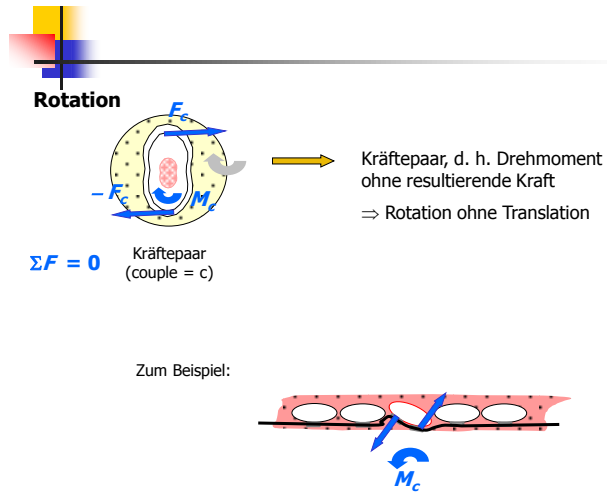 Rotation
F_c
– F_c
M_c
Kräftepaar, d. h. Drehmoment
ohne resultierende Kraft
⇒ Rotation ohne Translation
ΣF = 0
Kräftepaar
(couple = c)
Zum Beispiel:
M_c